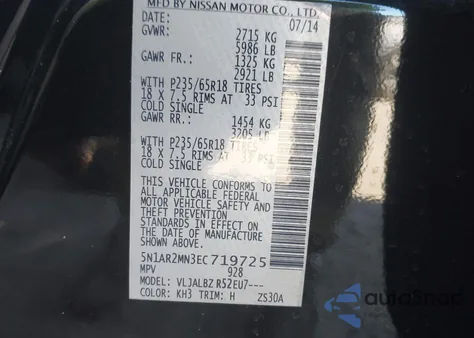 MFD BY NISSAN MOTOR CO., LTD.
DATE: 07/14
GVWR: 2715 KG
5986 LB
GAWR FR.: 1325 KG
2921 LB
WITH P235/65R18 TIRES
18 X 7.5 RIMS AT 33 PSI
COLD SINGLE
GAWR RR.: 1454 KG
3205 LB
WITH P235/65R18 TIRES
18 X 7.5 RIMS AT 33 PSI
COLD SINGLE
THIS VEHICLE CONFORMS TO
ALL APPLICABLE FEDERAL
MOTOR VEHICLE SAFETY AND
THEFT PREVENTION
STANDARDS IN EFFECT ON
THE DATE OF MANUFACTURE
SHOWN ABOVE.
5N1AR2MN3EC719725
MPV 928
MODEL: VLJALBZ R52EU7---
COLOR: KH3 TRIM: H ZS30A
AutoSnap